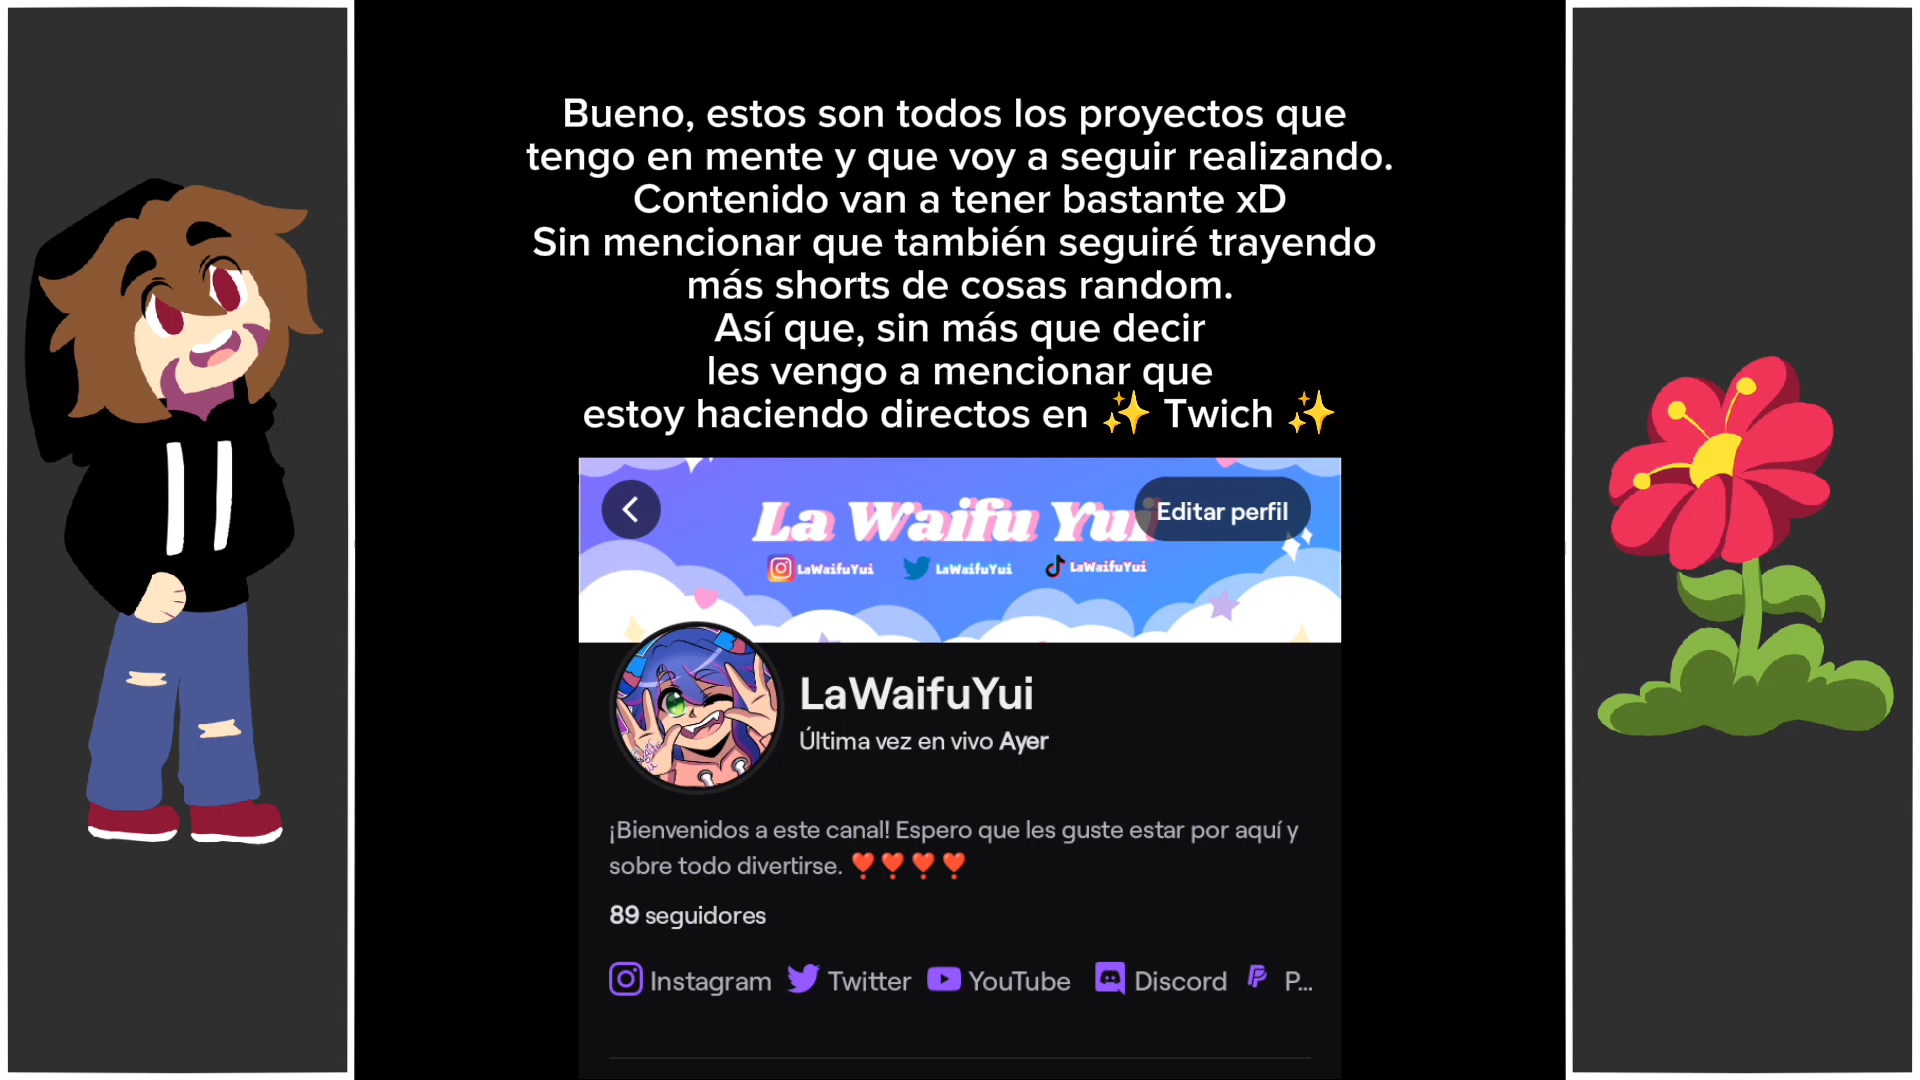 Bueno, estos son todos los proyectos que
tengo en mente y que voy a seguir realizando.
Contenido van a tener bastante xD
Sin mencionar que también seguiré trayendo
más shorts de cosas random.
Así que, sin más que decir
les vengo a mencionar que
estoy haciendo directos en ✨ Twich ✨
La Waifu Yui
Editar perfil
LaWaifuYui LaWaifuYui LaWaifuYui
LaWaifuYui
Última vez en vivo Ayer
¡Bienvenidos a este canal! Espero que les guste estar por aquí y
sobre todo divertirse. ❣️❣️❣️❣️
89 seguidores
Instagram Twitter YouTube Discord P...